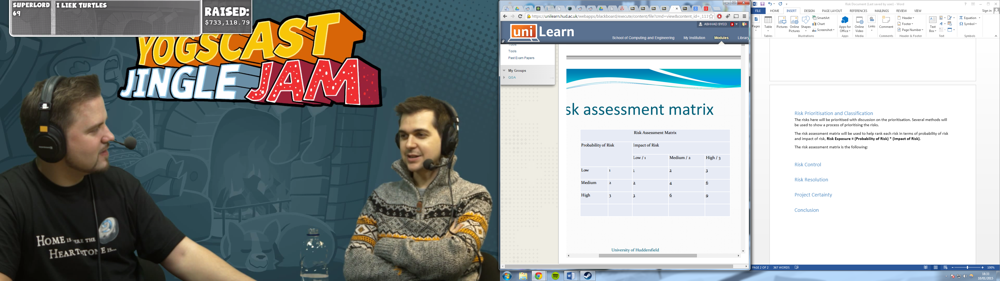 SUPERLORD
69
I LIEK TURTLES
RAISED:
$733,118.79
YOGSCAST
JINGLE JAM
HOME IS
ERE THE
HEARTHSTONE IS...
https://unilearn.hud.ac.uk/webapps/blackboard/execute/content/file?cmd=view&content_id=_111
ASHHAD SYED 2
uni Learn
School of Computing and Engineering My Institution Modules Library
Tools
Tools
Past Exam Papers
My Groups
QGA
sk assessment matrix
Risk Assessment Matrix
Probability of Risk Impact of Risk
Low / 1 Medium / 2 High / 3
Low 1 1 2 3
Medium 2 2 4 6
High 3 3 6 9
University of Huddersfield
Risk Document (Last saved by user) - Word
FILE HOME INSERT DESIGN PAGE LAYOUT REFERENCES MAILINGS REVIEW VIEW Sign in
Pages
Table
Tables
Pictures
Online Pictures
Shapes
SmartArt
Chart
Screenshot
Illustrations
Apps for Office
Apps
Online Video
Media
Links
Comment
Comments
Header
Footer
Page Number
Header & Footer
Text Box
Text
Equation
Symbol
Symbols
Risk Prioritisation and Classification
The risks here will be prioritised with discussion on the prioritisation. Several methods will
be used to show a process of prioritising the risks.
The risk assessment matrix will be used to help rank each risk in terms of probability of risk
and impact of risk, Risk Exposure = (Probability of Risk) * (Impact of Risk).
The risk assessment matrix is the following:
Risk Control
Risk Resolution
Project Certainty
Conclusion
PAGE 2 OF 2 367 WORDS 100%
18:33
10/01/2015